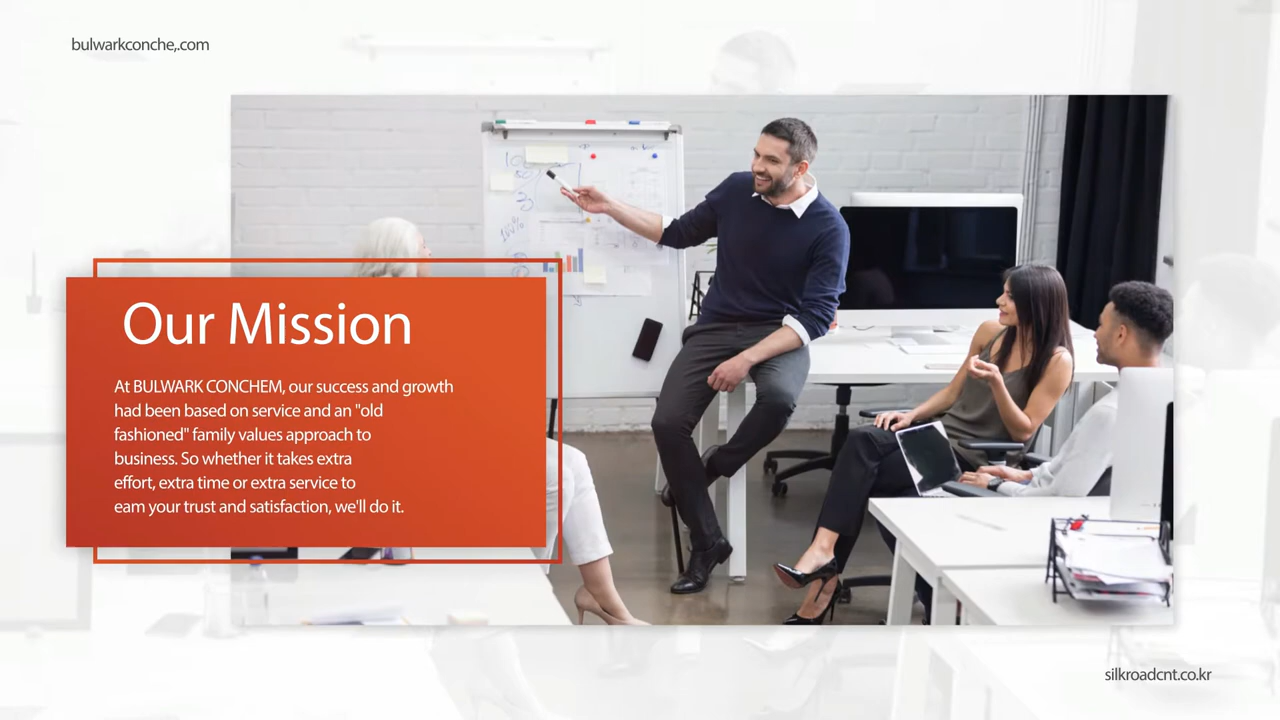 bulwarkconche,.com
Our Mission
At BULWARK CONCHEM, our success and growth
had been based on service and an "old
fashioned" family values approach to
business. So whether it takes extra
effort, extra time or extra service to
eam your trust and satisfaction, we'll do it.
100%
silkroadcnt.co.kr